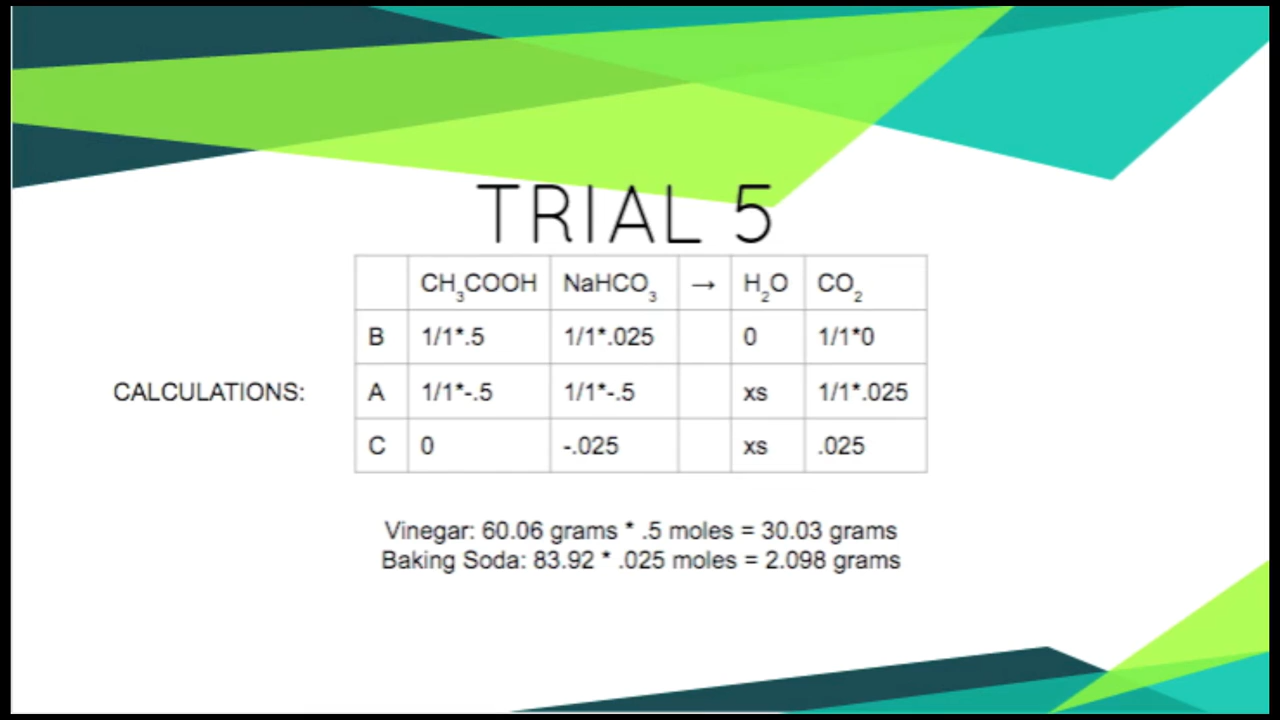 TRIAL 5
CH₃COOH NaHCO₃ → H₂O CO₂
B 1/1*.5 1/1*.025 0 1/1*0
CALCULATIONS: A 1/1*-.5 1/1*-.5 xs 1/1*.025
C 0 -.025 xs .025
Vinegar: 60.06 grams * .5 moles = 30.03 grams
Baking Soda: 83.92 * .025 moles = 2.098 grams